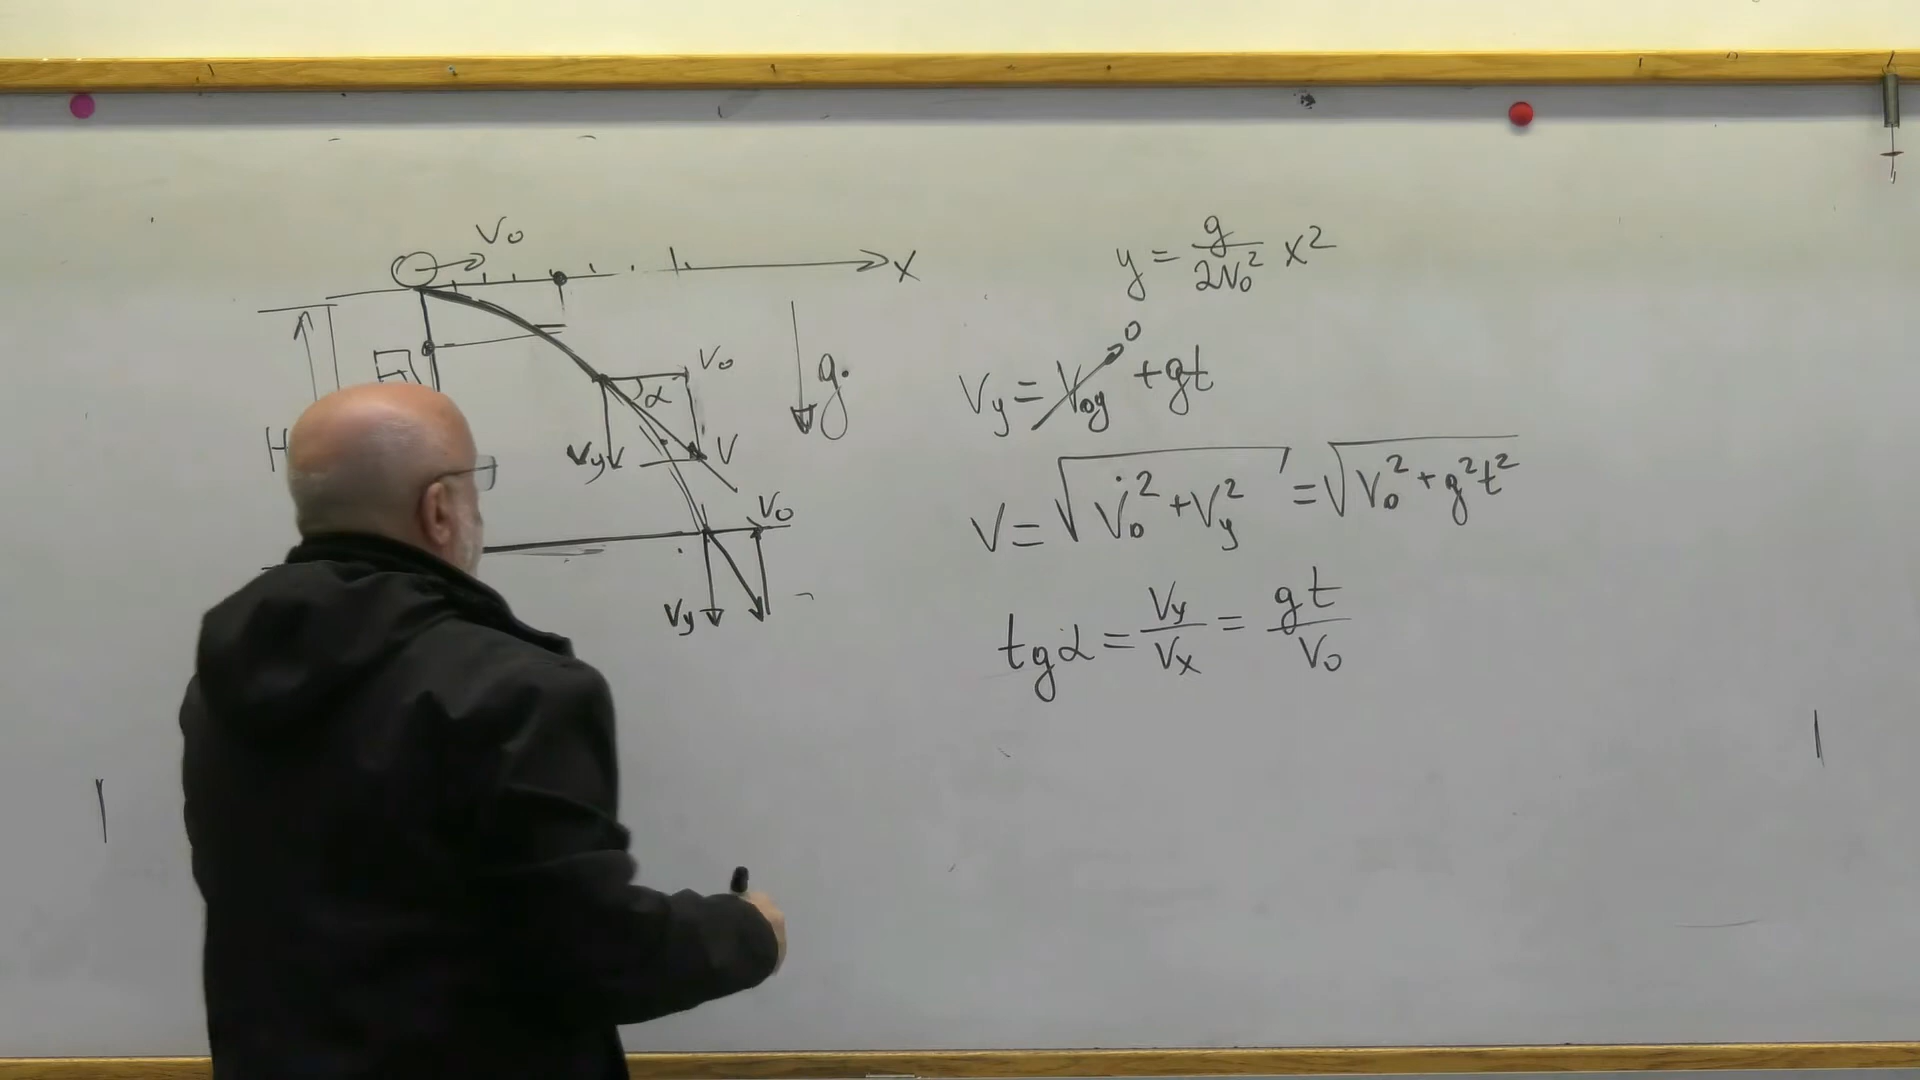 V₀
X
V₀
α
g
H
Vy
V
V₀
Vy
y = g/(2V₀²) x²
Vy = V₀y + gt
0
V = √(V₀² + Vy²) = √(V₀² + g²t²)
tgα = Vy/Vx = gt/V₀